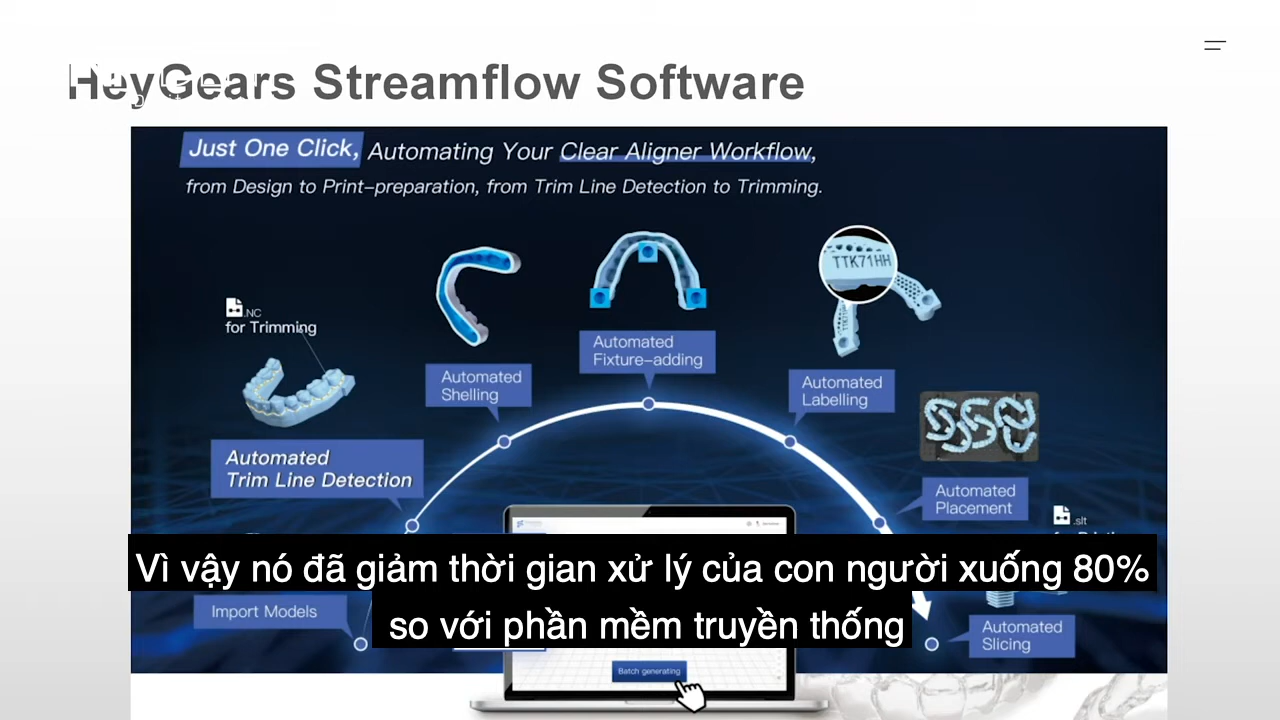 HeyGears Streamflow Software
Just One Click, Automating Your Clear Aligner Workflow,
from Design to Print-preparation, from Trim Line Detection to Trimming.
TTK71HH
.NC
for Trimming
Automated
Fixture-adding
Automated
Shelling
Automated
Labelling
Automated
Trim Line Detection
Automated
Placement
.slt
Vì vậy nó đã giảm thời gian xử lý của con người xuống 80%
so với phần mềm truyền thống
Import Models
Automated
Slicing
Batch generating